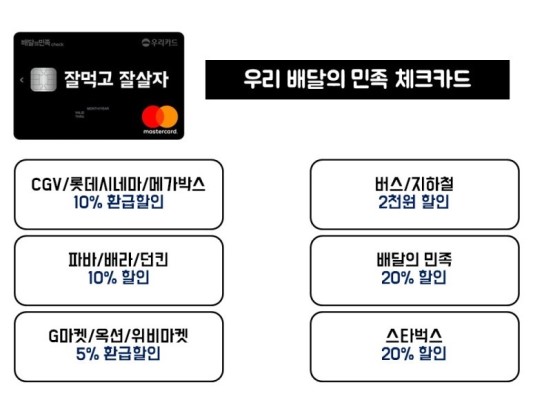 배달의민족 check
우리카드
잘먹고 잘살자
mastercard.
우리 배달의 민족 체크카드
CGV/롯데시네마/메가박스
10% 환급할인
버스/지하철
2천원 할인
파바/배라/던킨
10% 할인
배달의 민족
20% 할인
G마켓/옥션/위비마켓
5% 환급할인
스타벅스
20% 할인